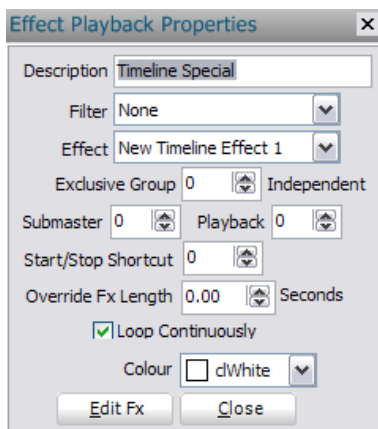 Effect Playback Properties
Description Timeline Special
Filter None
Effect New Timeline Effect 1
Exclusive Group 0 Independent
Submaster 0 Playback 0
Start/Stop Shortcut 0
Override Fx Length 0.00 Seconds
Loop Continuously
Colour clWhite
Edit Fx Close